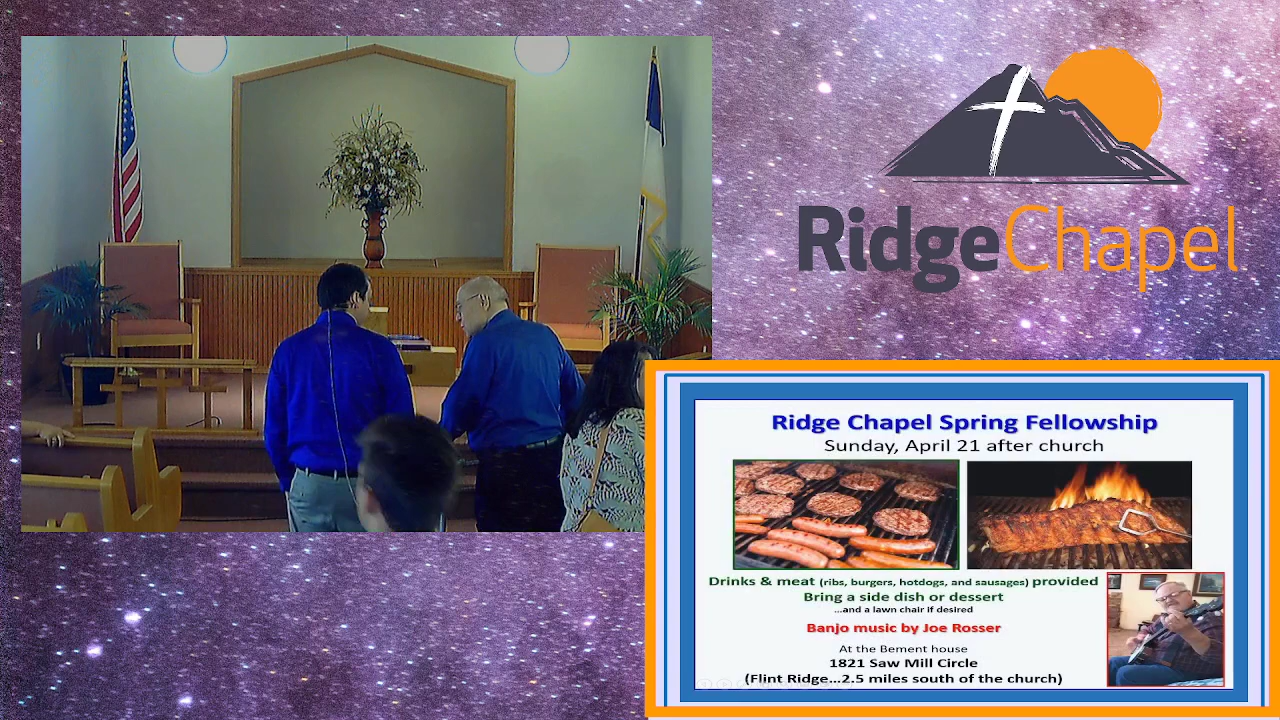 RidgeChapel
Ridge Chapel Spring Fellowship
Sunday, April 21 after church
Drinks & meat (ribs, burgers, hotdogs, and sausages) provided
Bring a side dish or dessert
...and a lawn chair if desired
Banjo music by Joe Rosser
At the Bement house
1821 Saw Mill Circle
(Flint Ridge...2.5 miles south of the church)